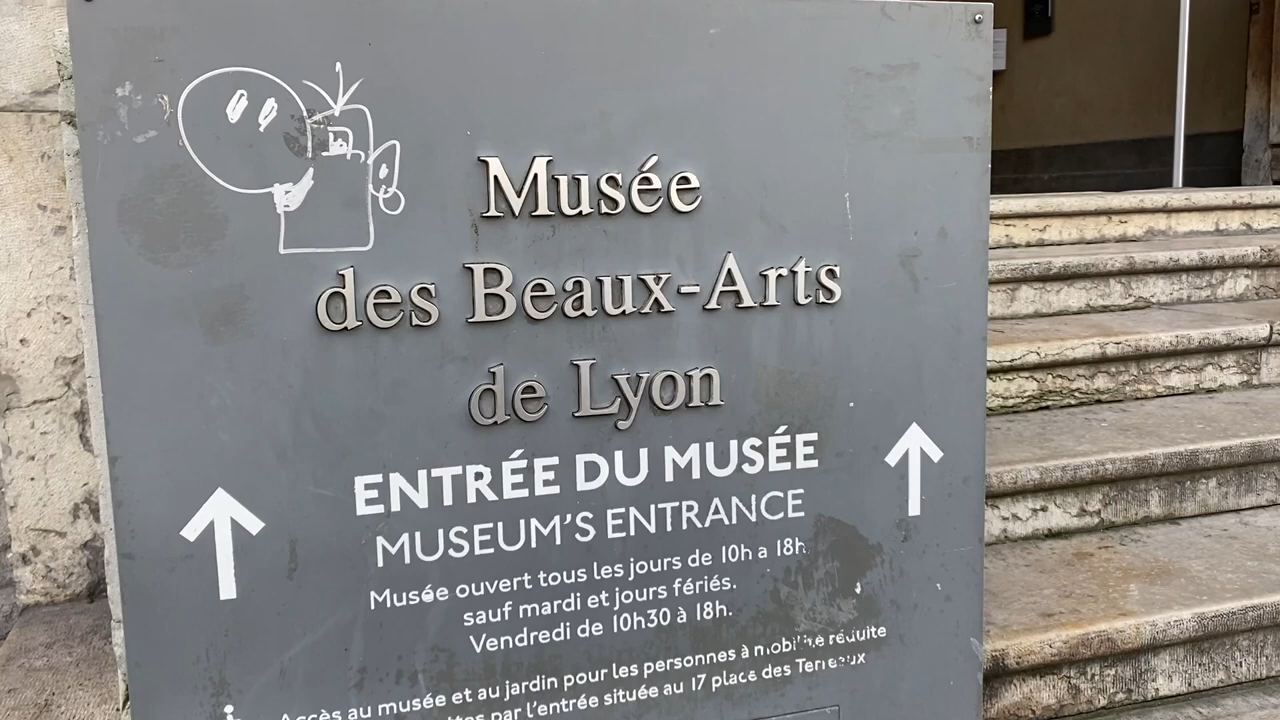 Musée
des Beaux-Arts
de Lyon
ENTRÉE DU MUSÉE
MUSEUM'S ENTRANCE
Musée ouvert tous les jours de 10h a 18h
sauf mardi et jours fériés.
Vendredi de 10h30 à 18h.
Accès au musée et au jardin pour les personnes à mobilité réduite
par l'entrée située au 17 place des Terreaux